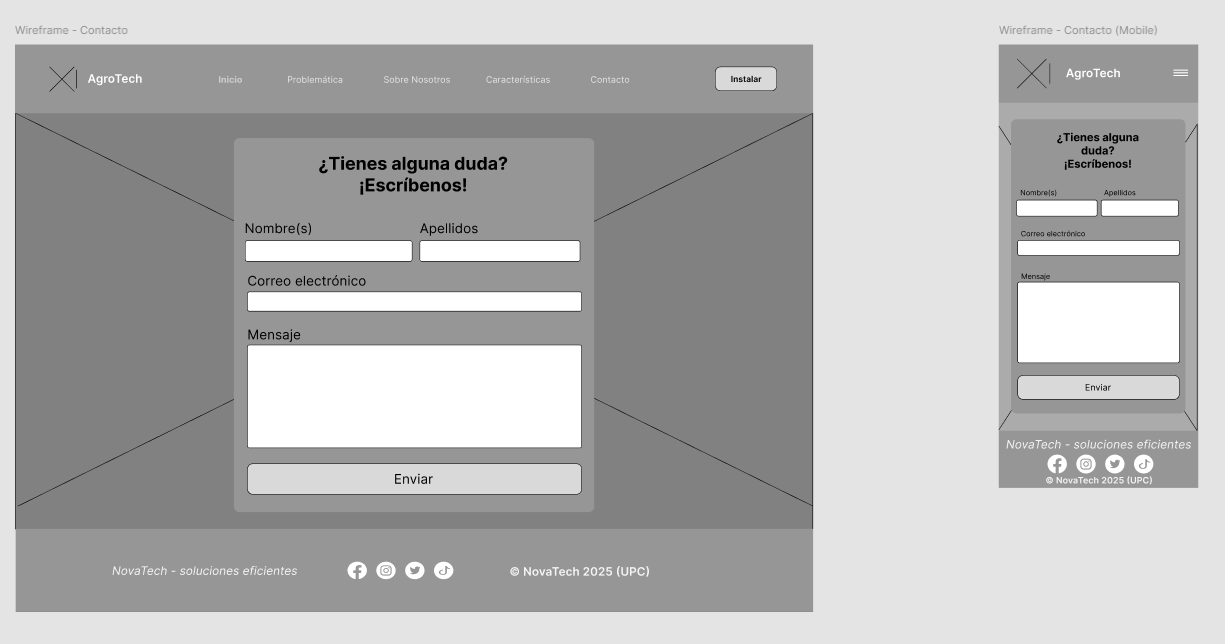 Wireframe - Contacto
AgroTech
Inicio
Problemática
Sobre Nosotros
Características
Contacto
Instalar
¿Tienes alguna duda?
¡Escríbenos!
Nombre(s)
Apellidos
Correo electrónico
Mensaje
Enviar
NovaTech - soluciones eficientes
© NovaTech 2025 (UPC)
Wireframe - Contacto (Mobile)
AgroTech
¿Tienes alguna
duda?
¡Escríbenos!
Nombre(s)
Apellidos
Correo electrónico
Mensaje
Enviar
NovaTech - soluciones eficientes
© NovaTech 2025 (UPC)